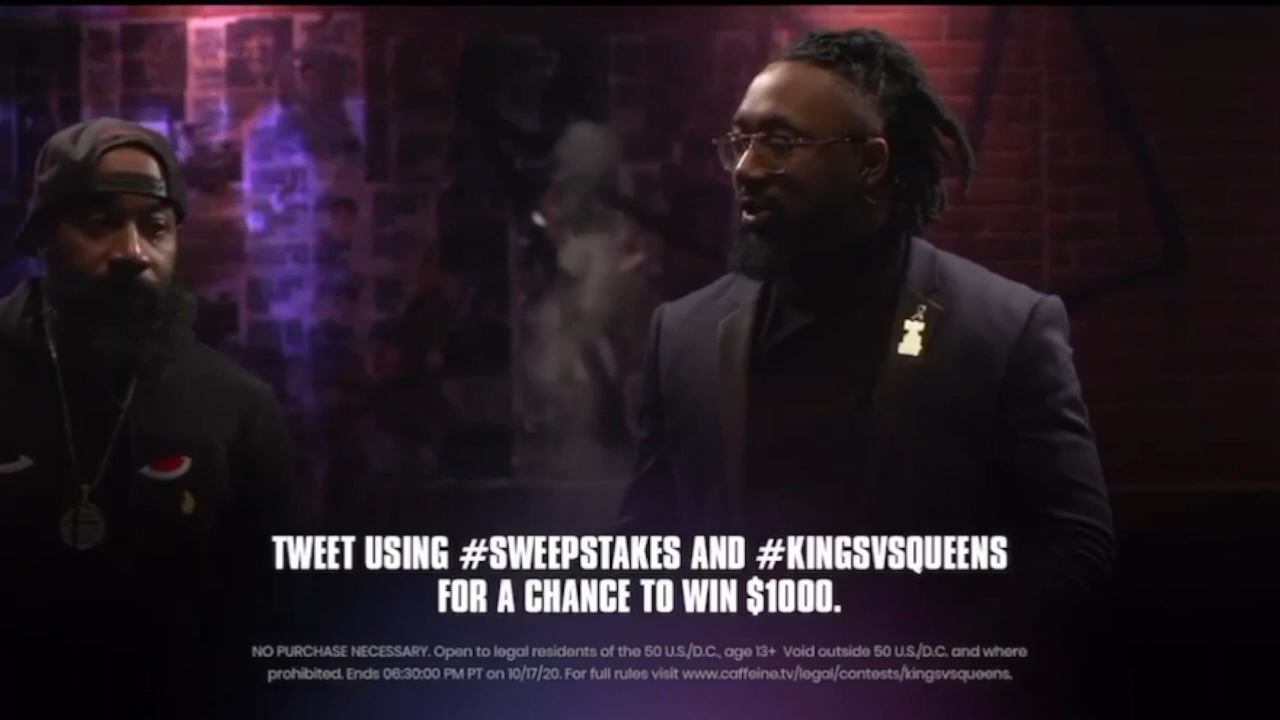 TWEET USING #SWEEPSTAKES AND #KINGSVSQUEENS
FOR A CHANCE TO WIN $1000.
NO PURCHASE NECESSARY. Open to legal residents of the 50 U.S./D.C., age 13+ Void outside 50 U.S./D.C. and where
prohibited. Ends 06:30:00 PM PT on 10/17/20. For full rules visit www.caffeine.tv/legal/contests/kingsvsqueens.